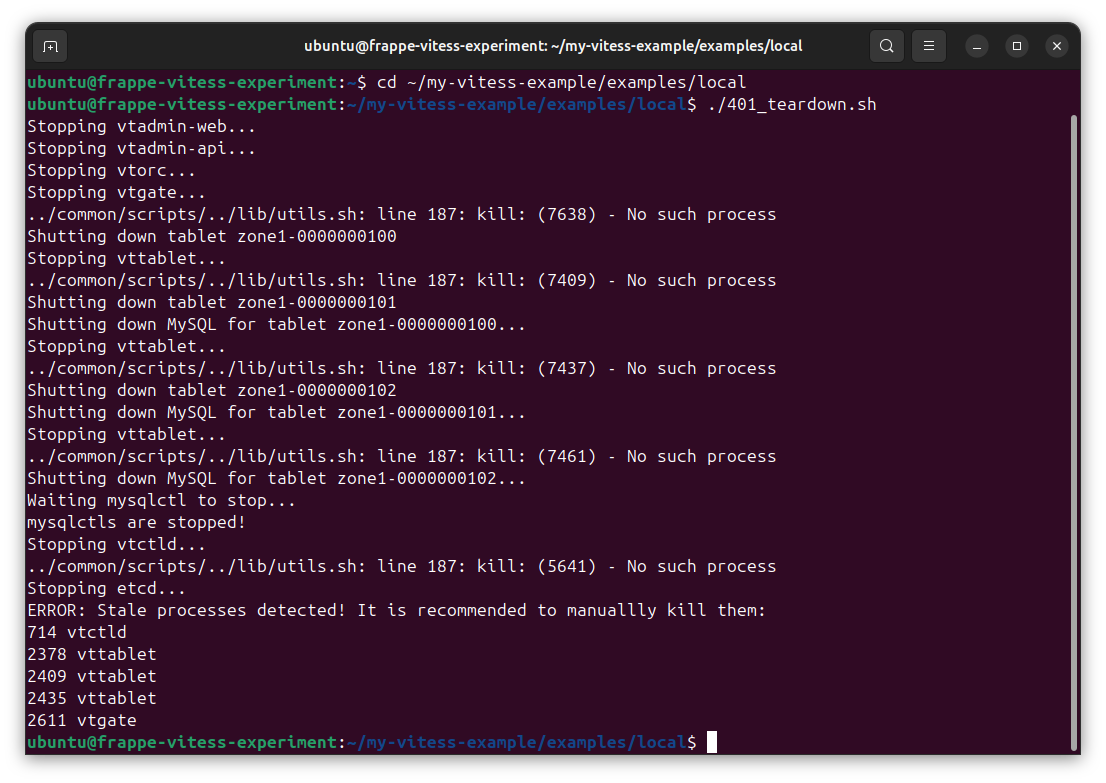 ubuntu@frappe-vitess-experiment: ~/my-vitess-example/examples/local
ubuntu@frappe-vitess-experiment:~$ cd ~/my-vitess-example/examples/local
ubuntu@frappe-vitess-experiment:~/my-vitess-example/examples/local$ ./401_teardown.sh
Stopping vtadmin-web...
Stopping vtadmin-api...
Stopping vtorc...
Stopping vtgate...
../common/scripts/../lib/utils.sh: line 187: kill: (7638) - No such process
Shutting down tablet zone1-0000000100
Stopping vttablet...
../common/scripts/../lib/utils.sh: line 187: kill: (7409) - No such process
Shutting down tablet zone1-0000000101
Shutting down MySQL for tablet zone1-0000000100...
Stopping vttablet...
../common/scripts/../lib/utils.sh: line 187: kill: (7437) - No such process
Shutting down tablet zone1-0000000102
Shutting down MySQL for tablet zone1-0000000101...
Stopping vttablet...
../common/scripts/../lib/utils.sh: line 187: kill: (7461) - No such process
Shutting down MySQL for tablet zone1-0000000102...
Waiting mysqlctl to stop...
mysqlctls are stopped!
Stopping vtctld...
../common/scripts/../lib/utils.sh: line 187: kill: (5641) - No such process
Stopping etcd...
ERROR: Stale processes detected! It is recommended to manuallly kill them:
714 vtctld
2378 vttablet
2409 vttablet
2435 vttablet
2611 vtgate
ubuntu@frappe-vitess-experiment:~/my-vitess-example/examples/local$